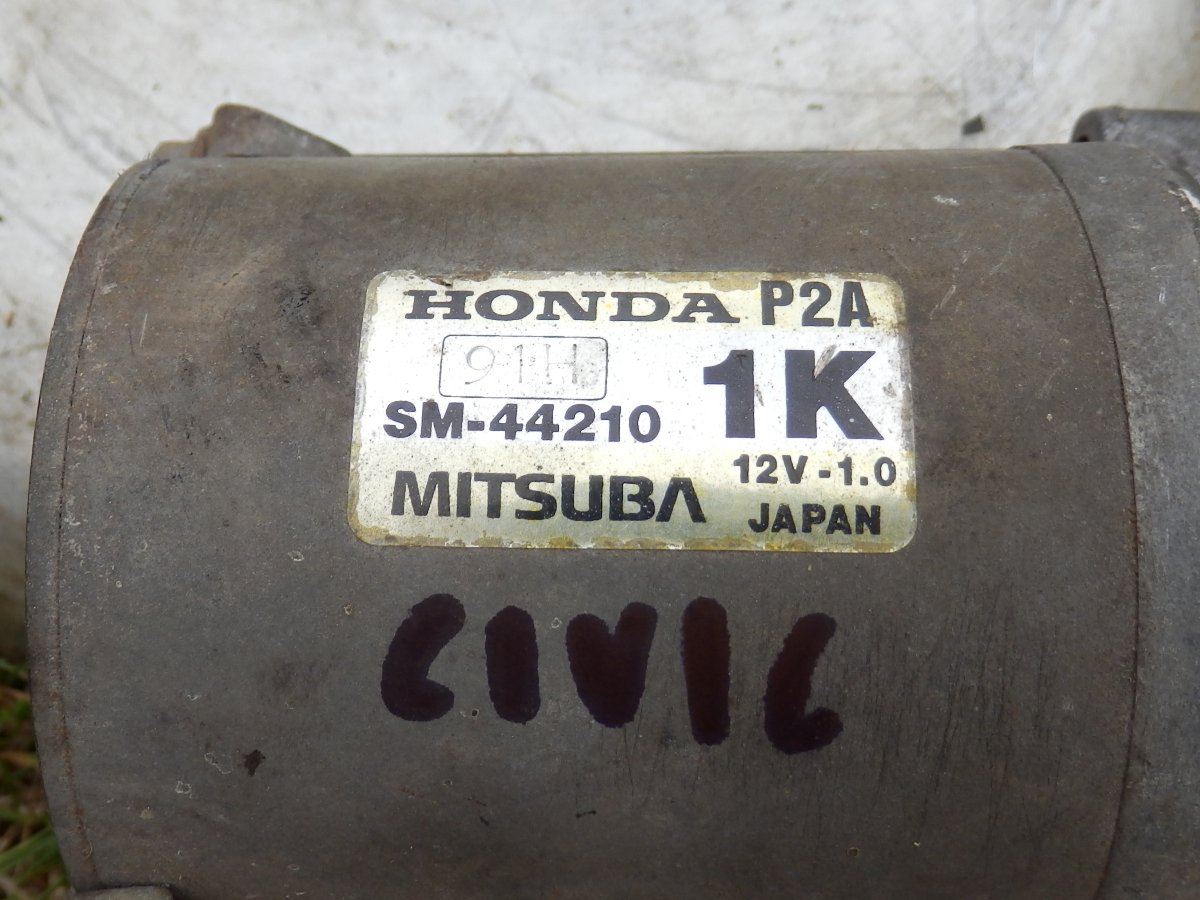 HONDA P2A
91H
1K
SM-44210
12V-1.0
MITSUBA
JAPAN
CIVIC